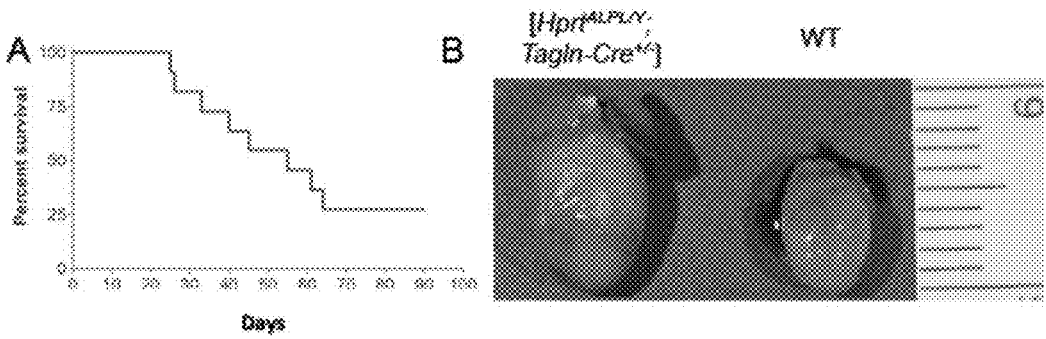 A
100
75
50
25
0
Percent survival
0 10 20 30 40 50 60 70 80 90 100
Days
B
[Hprt^ALPL/Y;
Tagln-Cre^+/-]
WT